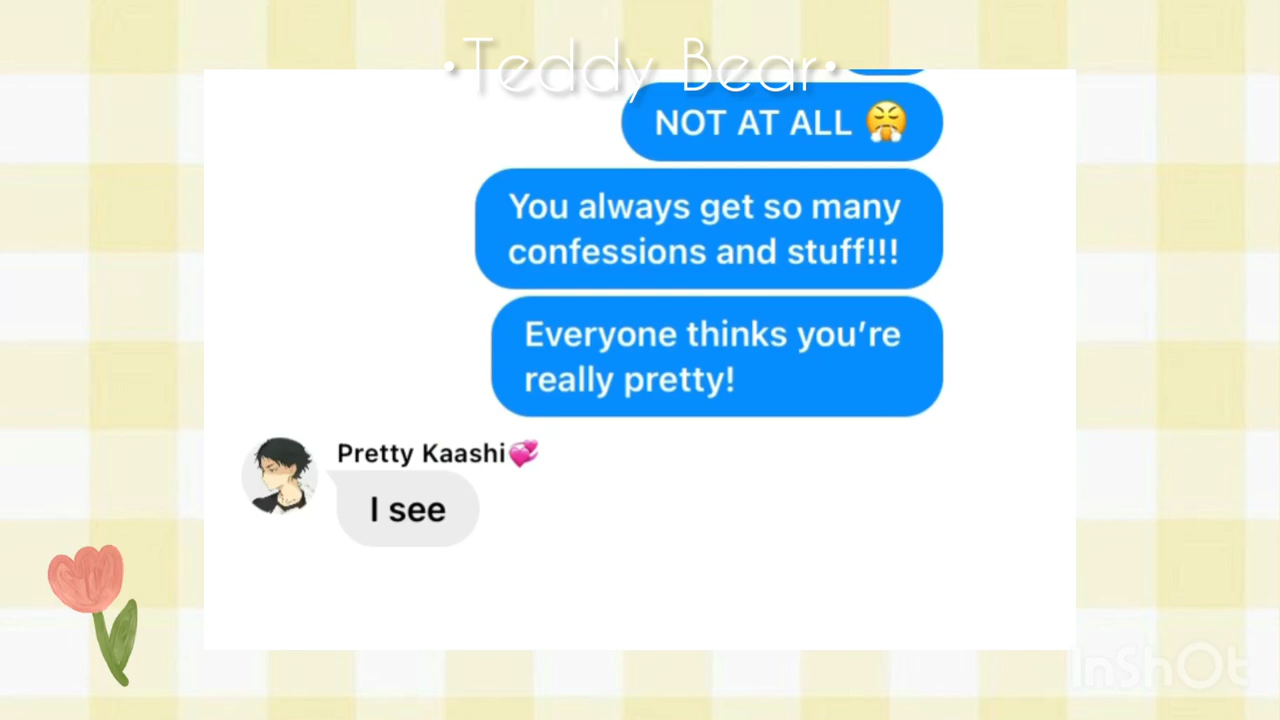 •Teddy Bear•
NOT AT ALL 😤
You always get so many
confessions and stuff!!!
Everyone thinks you’re
really pretty!
Pretty Kaashi💞
I see
InShOt